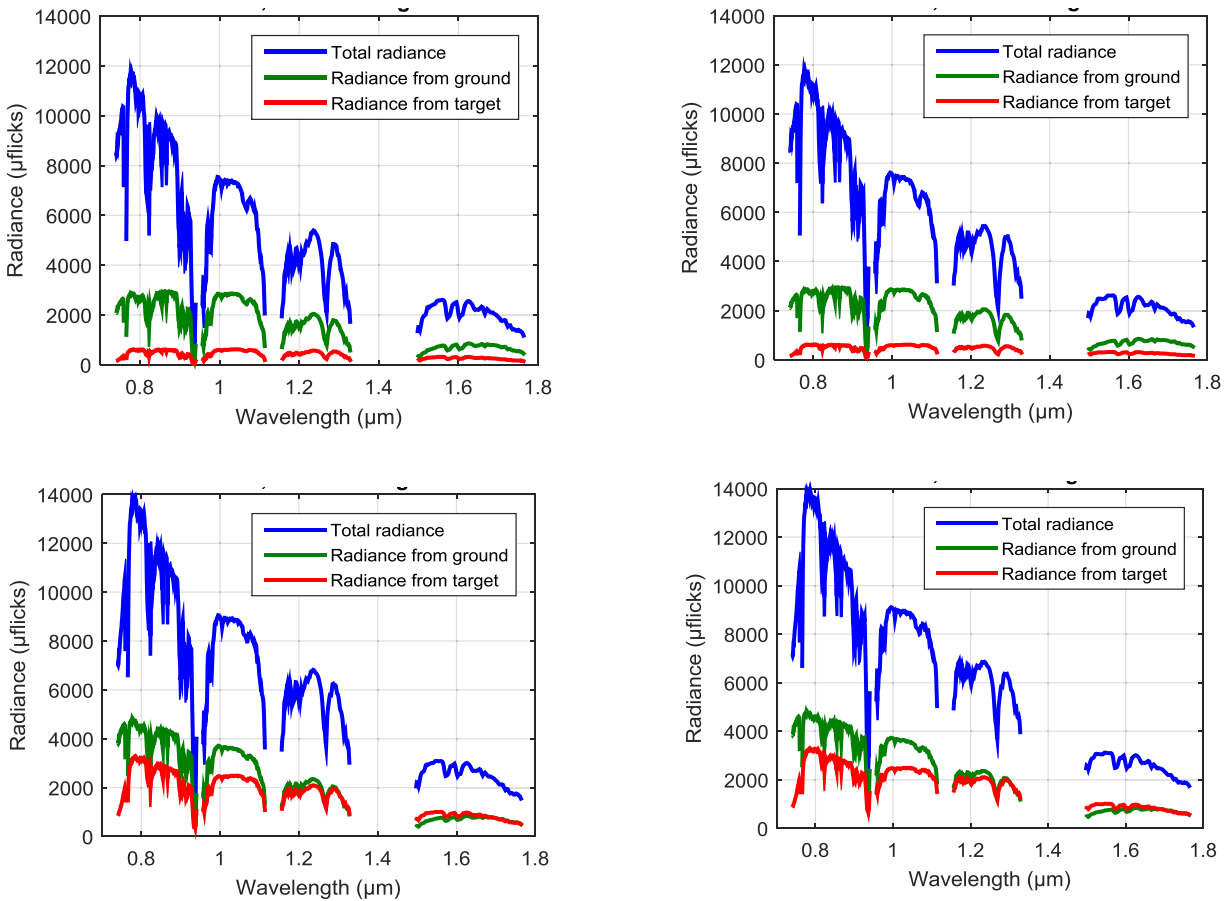 14000
12000
10000
8000
6000
4000
2000
0
Radiance (µflicks)
Total radiance
Radiance from ground
Radiance from target
0.8 1 1.2 1.4 1.6 1.8
Wavelength (µm)
14000
12000
10000
8000
6000
4000
2000
0
Radiance (µflicks)
Total radiance
Radiance from ground
Radiance from target
0.8 1 1.2 1.4 1.6 1.8
Wavelength (µm)
14000
12000
10000
8000
6000
4000
2000
0
Radiance (µflicks)
Total radiance
Radiance from ground
Radiance from target
0.8 1 1.2 1.4 1.6 1.8
Wavelength (µm)
14000
12000
10000
8000
6000
4000
2000
0
Radiance (µflicks)
Total radiance
Radiance from ground
Radiance from target
0.8 1 1.2 1.4 1.6 1.8
Wavelength (µm)